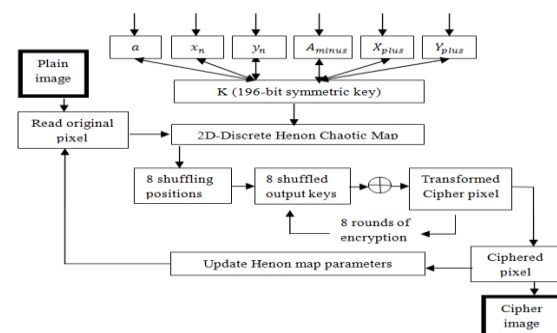 a
x_n
y_n
A_minus
X_plus
Y_plus
Plain
image
K (196-bit symmetric key)
Read original
pixel
2D-Discrete Henon Chaotic Map
8 shuffling
positions
8 shuffled
output keys
Transformed
Cipher pixel
8 rounds of
encryption
Update Henon map parameters
Ciphered
pixel
Cipher
image